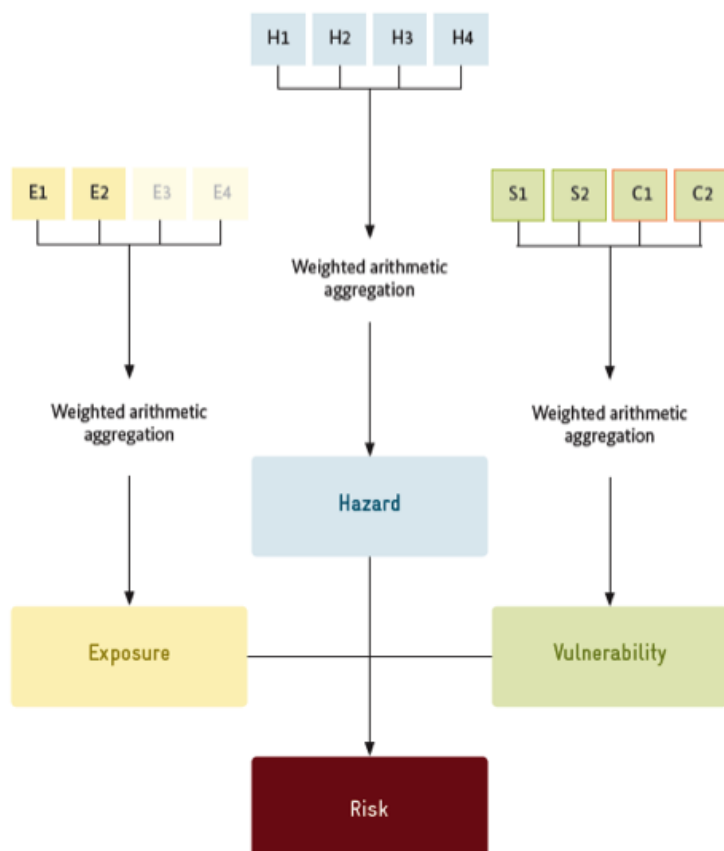 H1 H2 H3 H4
E1 E2 E3 E4
S1 S2 C1 C2
Weighted arithmetic
aggregation
Weighted arithmetic
aggregation
Weighted arithmetic
aggregation
Hazard
Exposure
Vulnerability
Risk